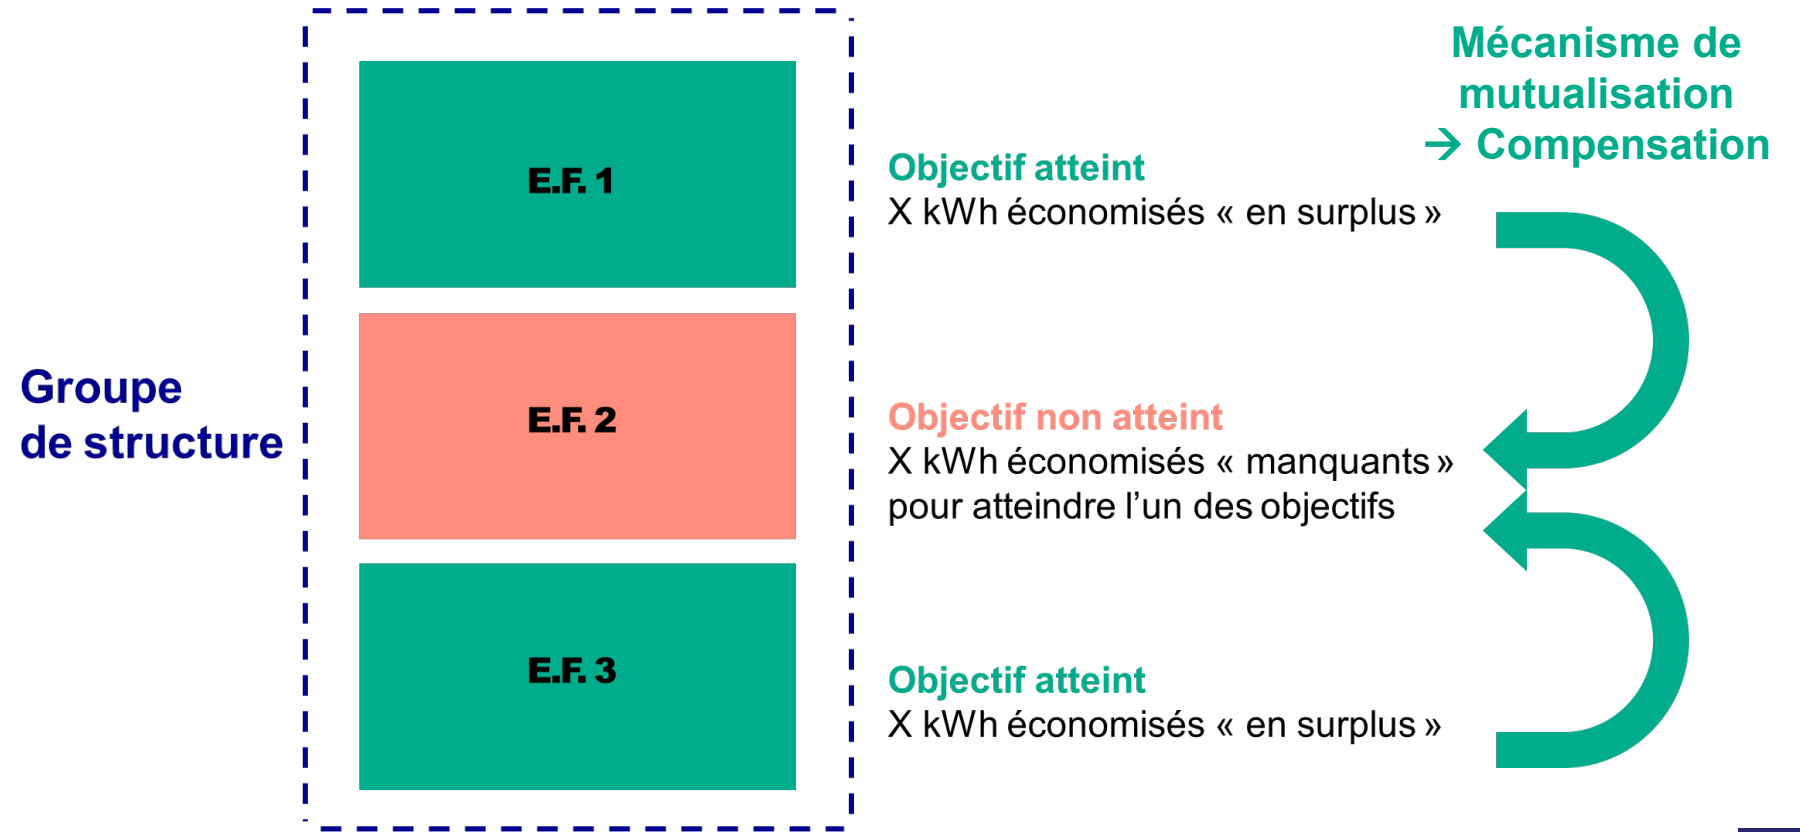 Mécanisme de
mutualisation
→ Compensation
E.F. 1
Objectif atteint
X kWh économisés « en surplus »
Groupe
de structure
E.F. 2
Objectif non atteint
X kWh économisés « manquants »
pour atteindre l’un des objectifs
E.F. 3
Objectif atteint
X kWh économisés « en surplus »